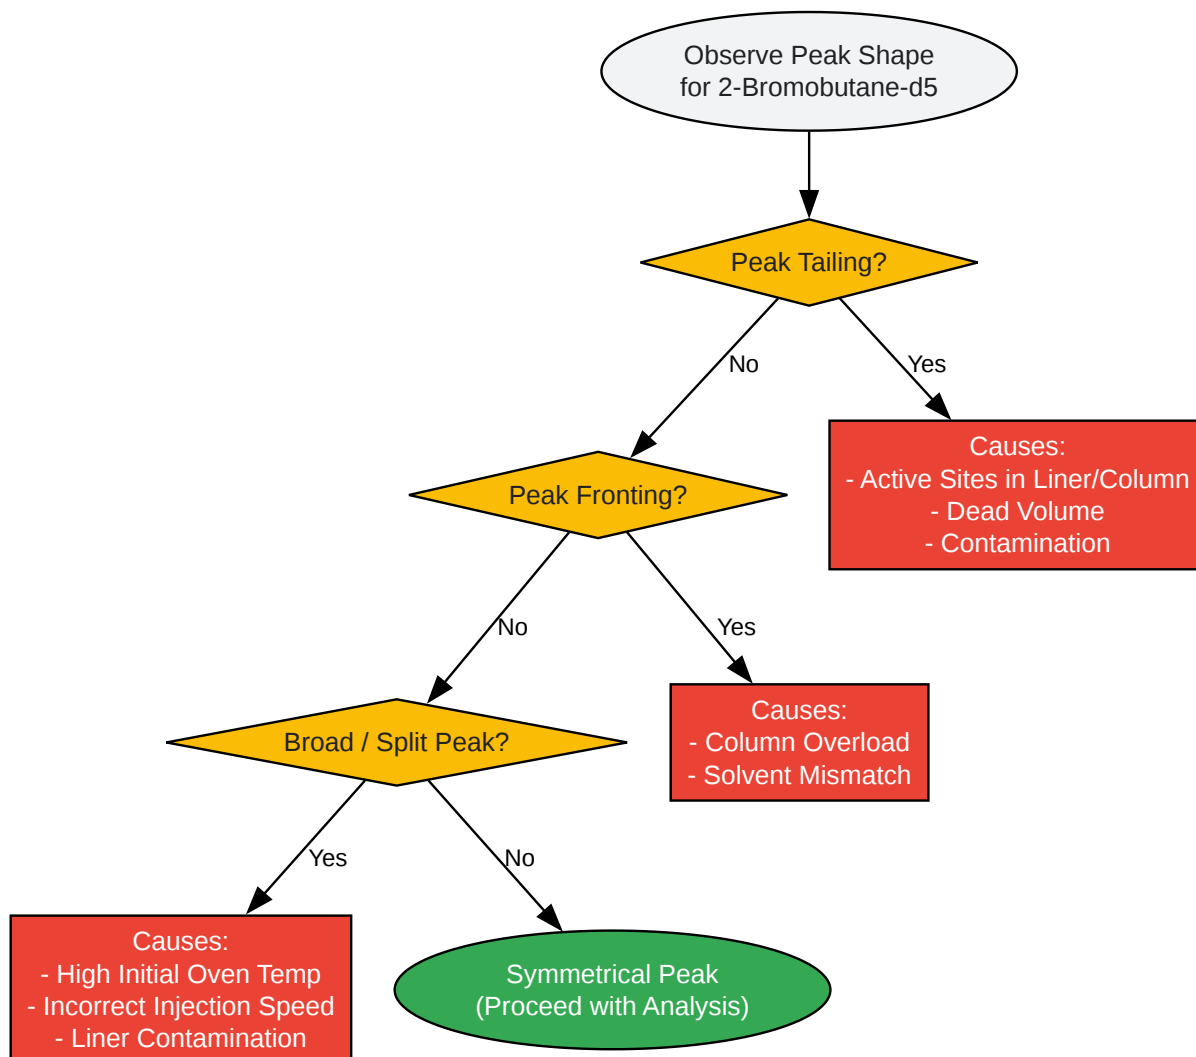 Observe Peak Shape
for 2-Bromobutane-d5
Peak Tailing?
No
Yes
Causes:
- Active Sites in Liner/Column
- Dead Volume
- Contamination
Peak Fronting?
No
Yes
Causes:
- Column Overload
- Solvent Mismatch
Broad / Split Peak?
Yes
No
Causes:
- High Initial Oven Temp
- Incorrect Injection Speed
- Liner Contamination
Symmetrical Peak
(Proceed with Analysis)